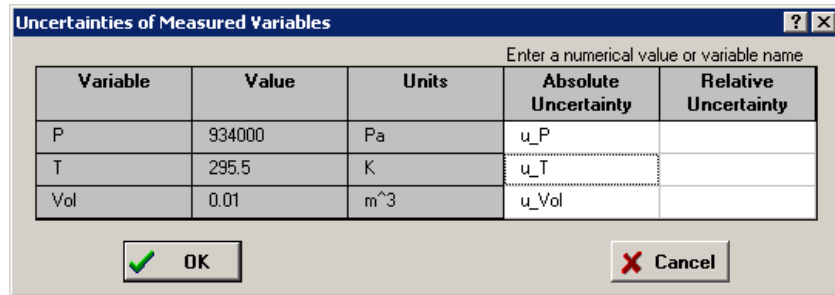 Uncertainties of Measured Variables
Enter a numerical value or variable name
Variable Value Units Absolute Uncertainty Relative Uncertainty
P 934000 Pa u_P
T 295.5 K u_T
Vol 0.01 m^3 u_Vol
OK Cancel